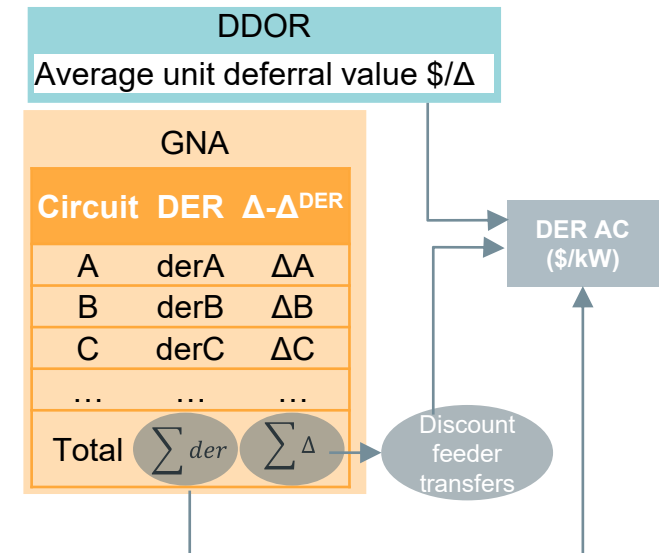 DDOR
Average unit deferral value $/Δ
GNA
Circuit DER Δ-Δ^DER
A derA ΔA
B derB ΔB
C derC ΔC
… … …
Total ∑ der ∑ Δ
Discount
feeder
transfers
DER AC
($/kW)